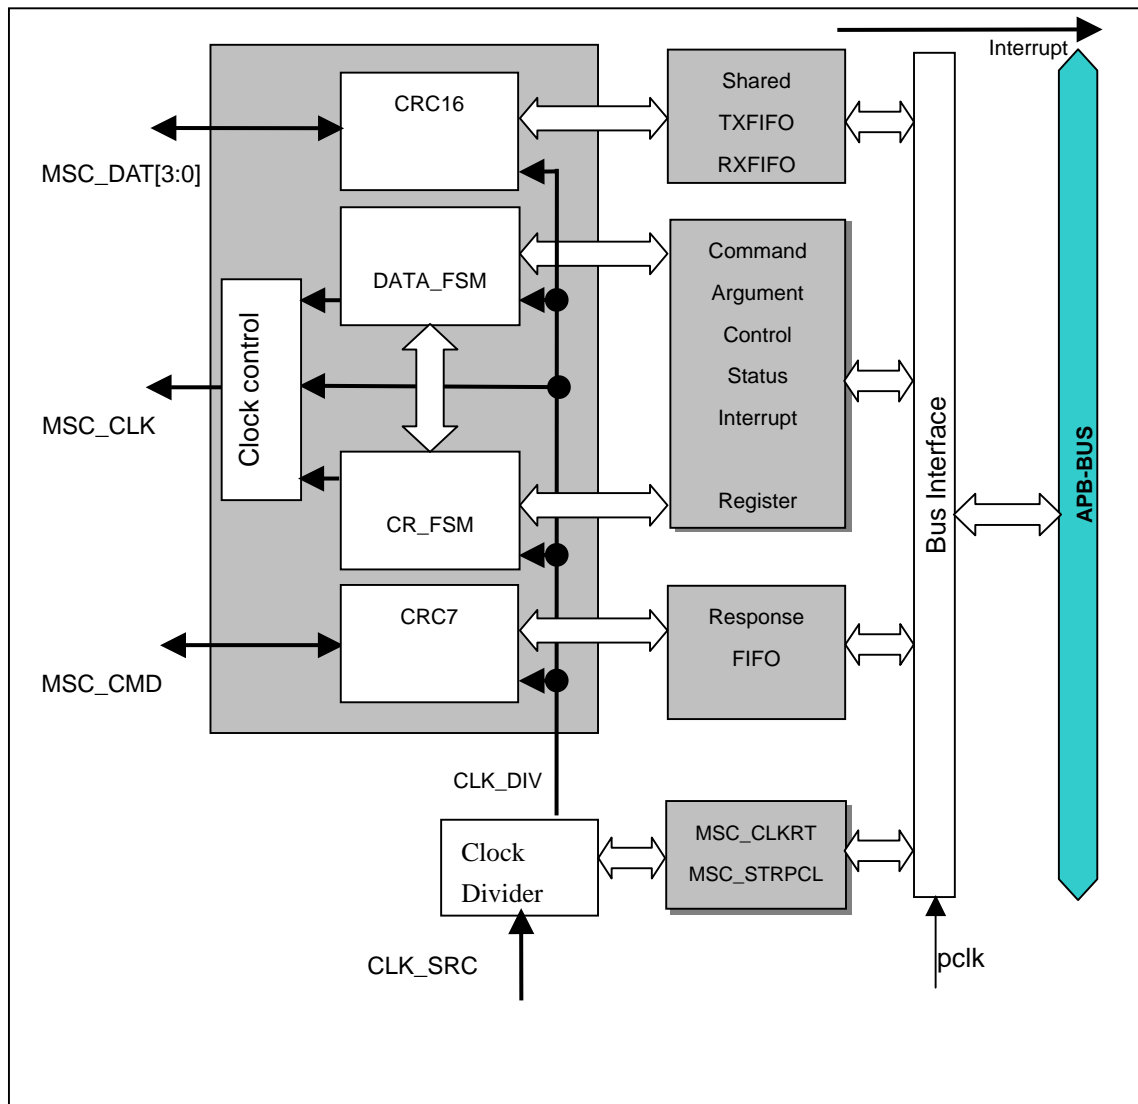 Interrupt
CRC16
Shared
TXFIFO
RXFIFO
MSC_DAT[3:0]
DATA_FSM
Command
Argument
Control
Status
Interrupt
Register
Clock control
MSC_CLK
CR_FSM
Bus Interface
APB-BUS
CRC7
Response
FIFO
MSC_CMD
CLK_DIV
Clock
Divider
MSC_CLKRT
MSC_STRPCL
CLK_SRC
pclk